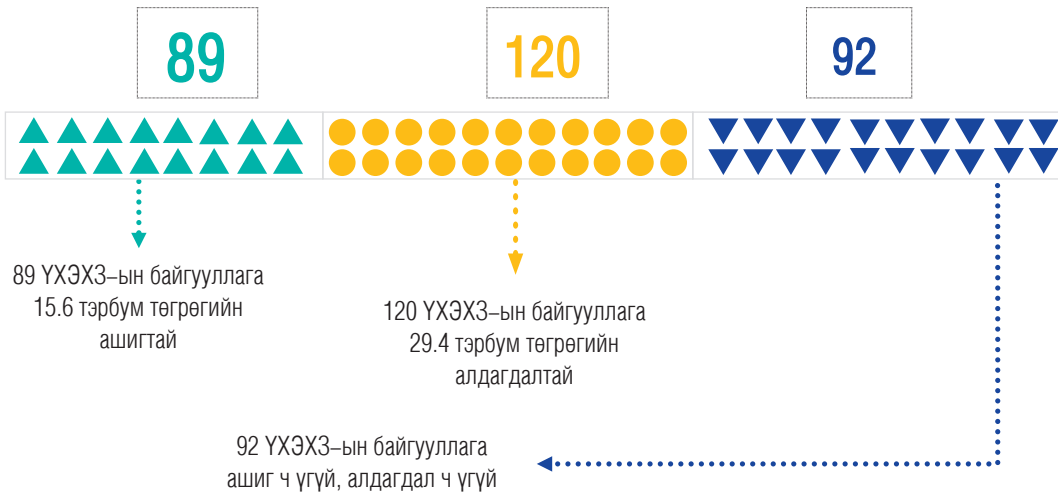 89
120
92
89 ҮХЭХЗ–ын байгууллага
15.6 тэрбум төгрөгийн
ашигтай
120 ҮХЭХЗ–ын байгууллага
29.4 тэрбум төгрөгийн
алдагдалтай
92 ҮХЭХЗ–ын байгууллага
ашиг ч үгүй, алдагдал ч үгүй